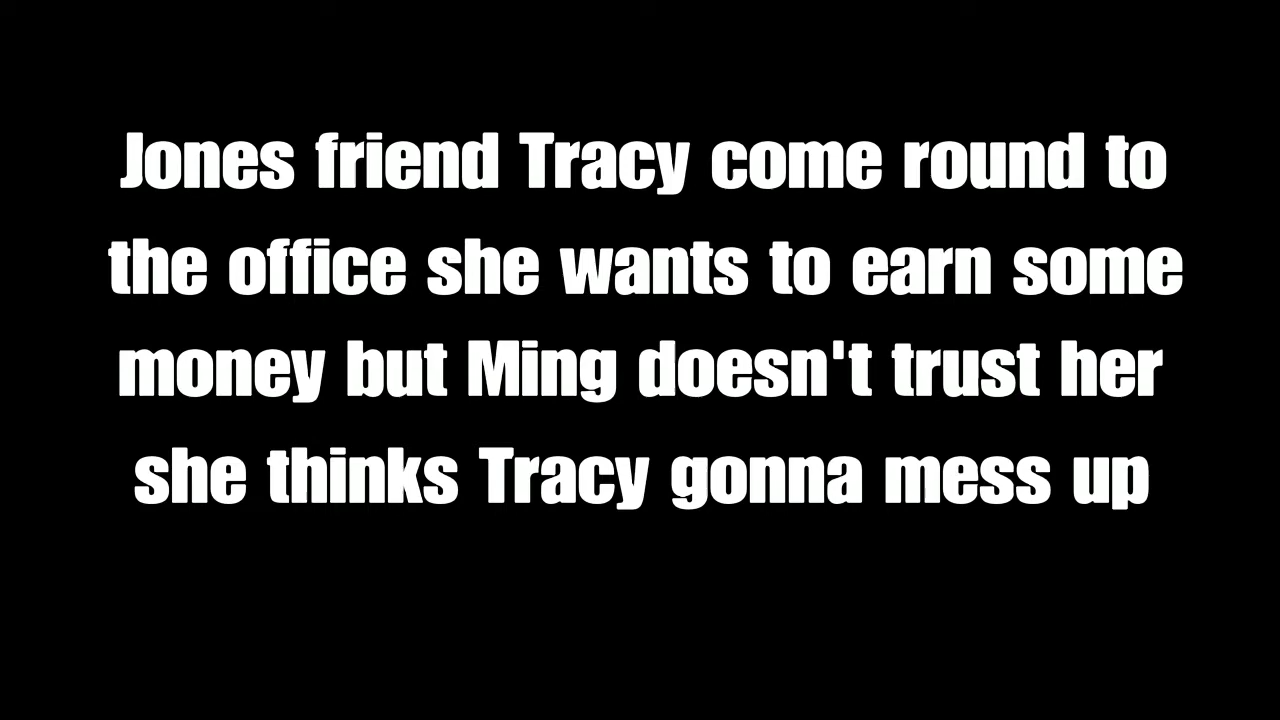 Jones friend Tracy come round to
the office she wants to earn some
money but Ming doesn't trust her
she thinks Tracy gonna mess up